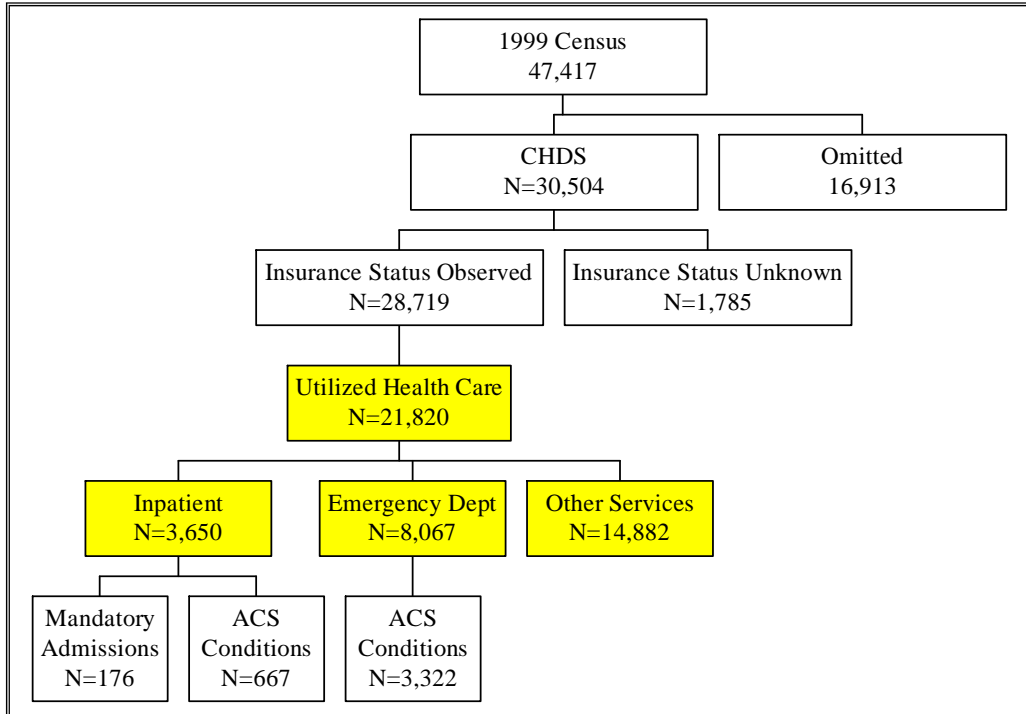 1999 Census
47,417
CHDS
N=30,504
Omitted
16,913
Insurance Status Observed
N=28,719
Insurance Status Unknown
N=1,785
Utilized Health Care
N=21,820
Inpatient
N=3,650
Emergency Dept
N=8,067
Other Services
N=14,882
Mandatory
Admissions
N=176
ACS
Conditions
N=667
ACS
Conditions
N=3,322